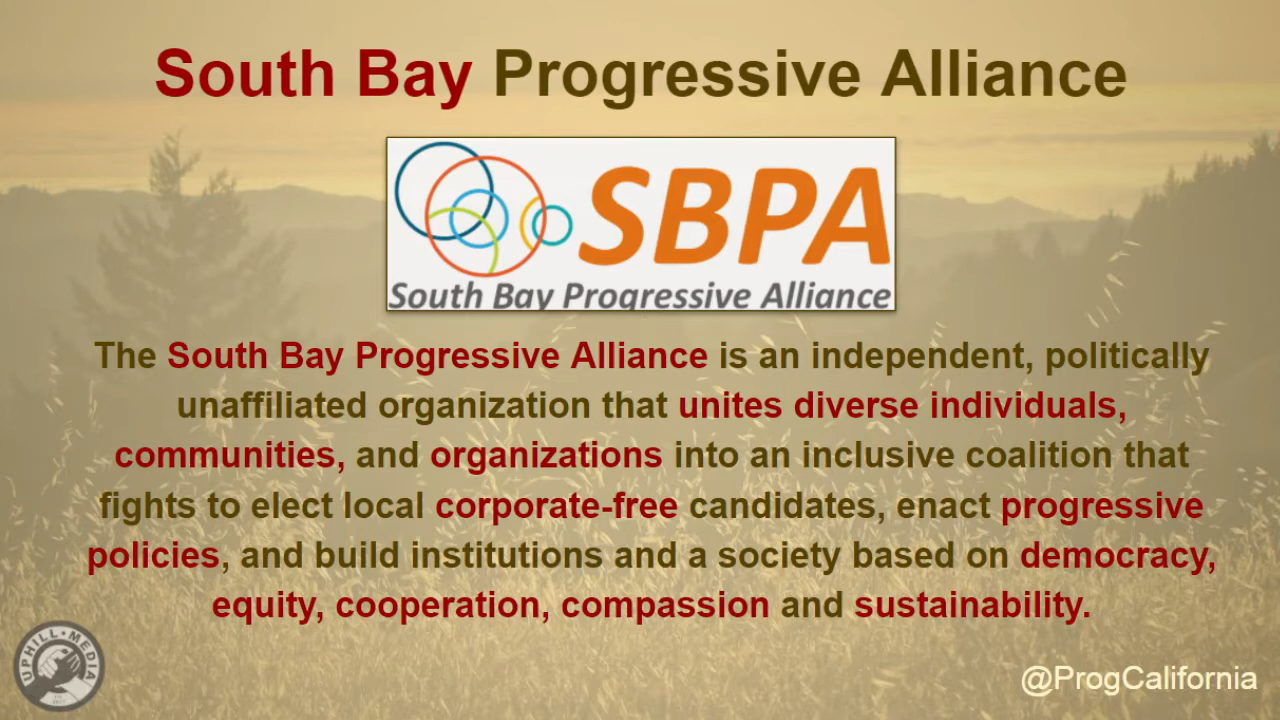 South Bay Progressive Alliance
SBPA
South Bay Progressive Alliance
The South Bay Progressive Alliance is an independent, politically
unaffiliated organization that unites diverse individuals,
communities, and organizations into an inclusive coalition that
fights to elect local corporate-free candidates, enact progressive
policies, and build institutions and a society based on democracy,
equity, cooperation, compassion and sustainability.
UPHILL • MEDIA
@ProgCalifornia